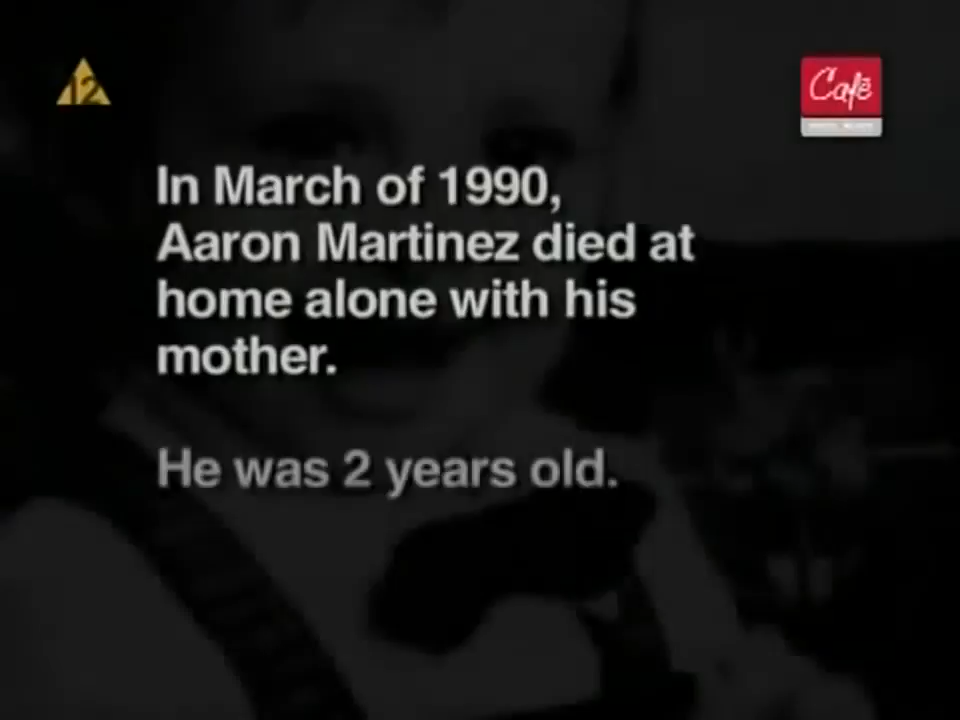 12
Café
In March of 1990,
Aaron Martinez died at
home alone with his
mother.
He was 2 years old.